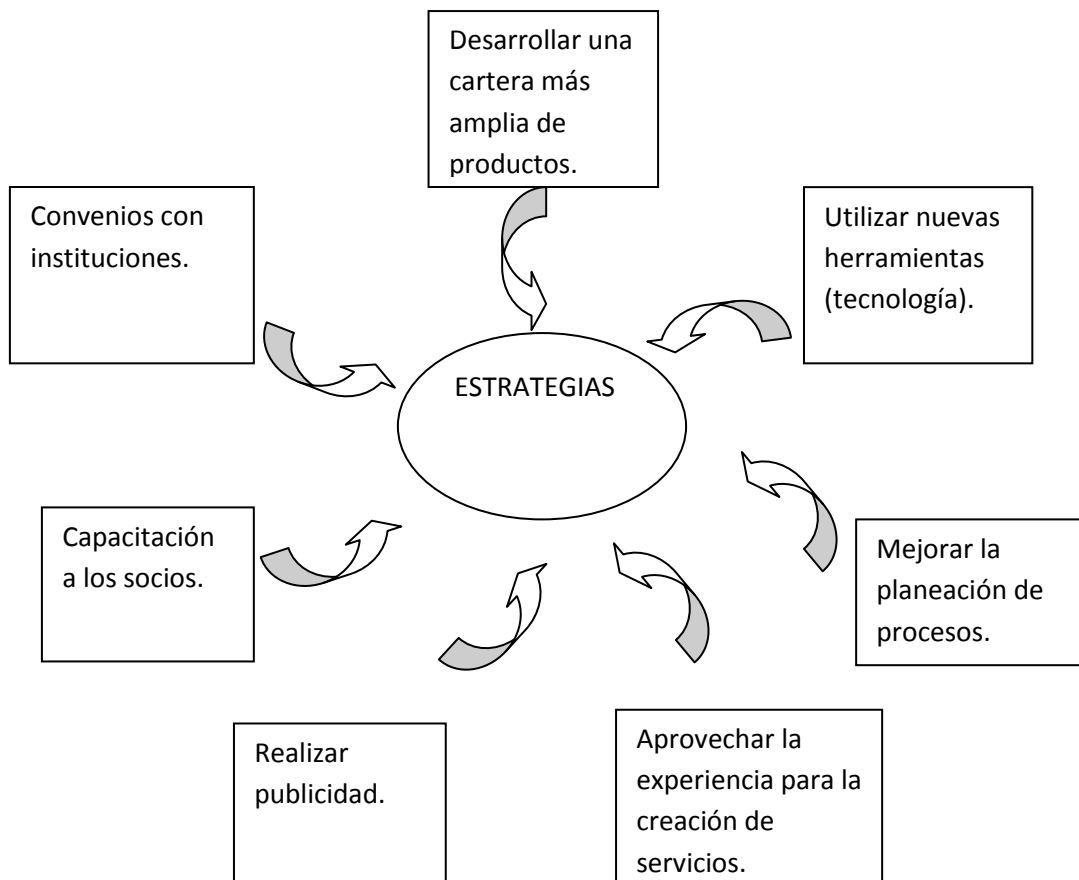 Desarrollar una
cartera más
amplia de
productos.
Convenios con
instituciones.
Utilizar nuevas
herramientas
(tecnología).
ESTRATEGIAS
Capacitación
a los socios.
Mejorar la
planeación de
procesos.
Realizar
publicidad.
Aprovechar la
experiencia para la
creación de
servicios.